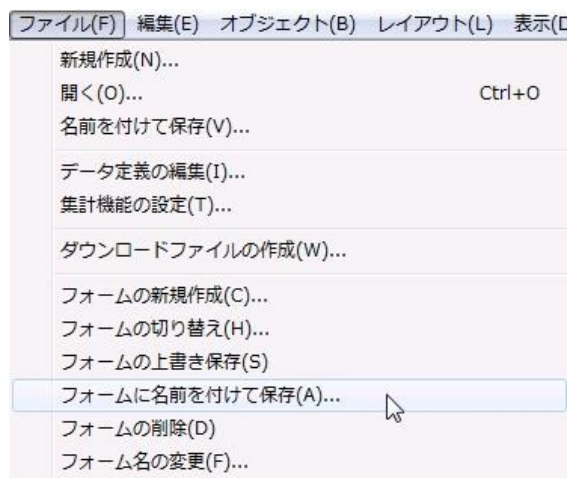 ファイル(F) 編集(E) オブジェクト(B) レイアウト(L) 表示(D
新規作成(N)...
開く(O)... Ctrl+O
名前を付けて保存(V)...
データ定義の編集(I)...
集計機能の設定(T)...
ダウンロードファイルの作成(W)...
フォームの新規作成(C)...
フォームの切り替え(H)...
フォームの上書き保存(S)
フォームに名前を付けて保存(A)...
フォームの削除(D)
フォーム名の変更(F)...